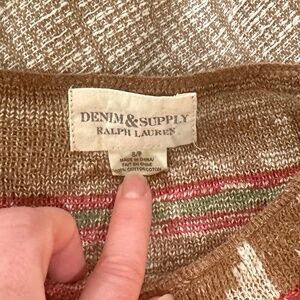 DENIM & SUPPLY
RALPH LAUREN
S/P
MADE IN CHINA/
FAIT EN CHINE
100% COTTON/COTON